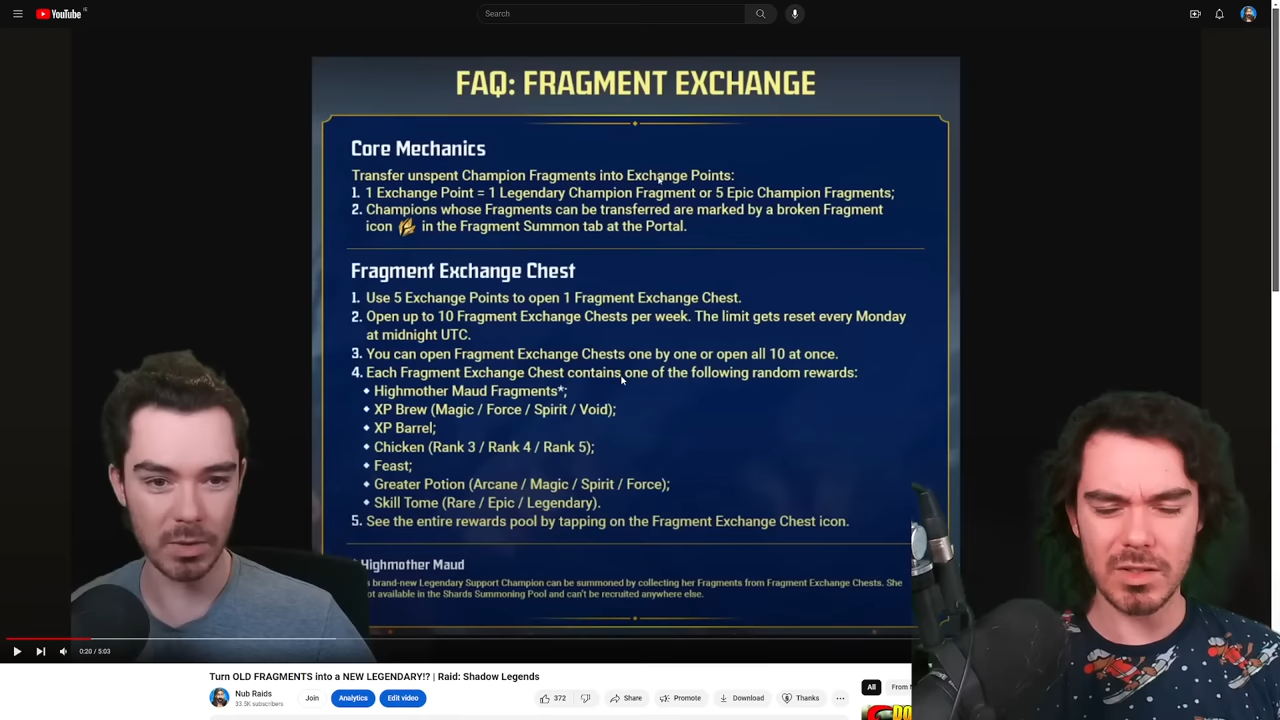 YouTube
IE
Search
FAQ: FRAGMENT EXCHANGE
Core Mechanics
Transfer unspent Champion Fragments into Exchange Points:
1. 1 Exchange Point = 1 Legendary Champion Fragment or 5 Epic Champion Fragments;
2. Champions whose Fragments can be transferred are marked by a broken Fragment
icon in the Fragment Summon tab at the Portal.
Fragment Exchange Chest
1. Use 5 Exchange Points to open 1 Fragment Exchange Chest.
2. Open up to 10 Fragment Exchange Chests per week. The limit gets reset every Monday
at midnight UTC.
3. You can open Fragment Exchange Chests one by one or open all 10 at once.
4. Each Fragment Exchange Chest contains one of the following random rewards:
Highmother Maud Fragments*;
XP Brew (Magic / Force / Spirit / Void);
XP Barrel;
Chicken (Rank 3 / Rank 4 / Rank 5);
Feast;
Greater Potion (Arcane / Magic / Spirit / Force);
Skill Tome (Rare / Epic / Legendary).
5. See the entire rewards pool by tapping on the Fragment Exchange Chest icon.
Highmother Maud
brand-new Legendary Support Champion can be summoned by collecting her Fragments from Fragment Exchange Chests. She
available in the Shards Summoning Pool and can't be recruited anywhere else.
0:20 / 5:03
Turn OLD FRAGMENTS into a NEW LEGENDARY!? | Raid: Shadow Legends
Nub Raids
33.5K subscribers
Join
Analytics
Edit video
372
Share
Promote
Download
Thanks
All
From